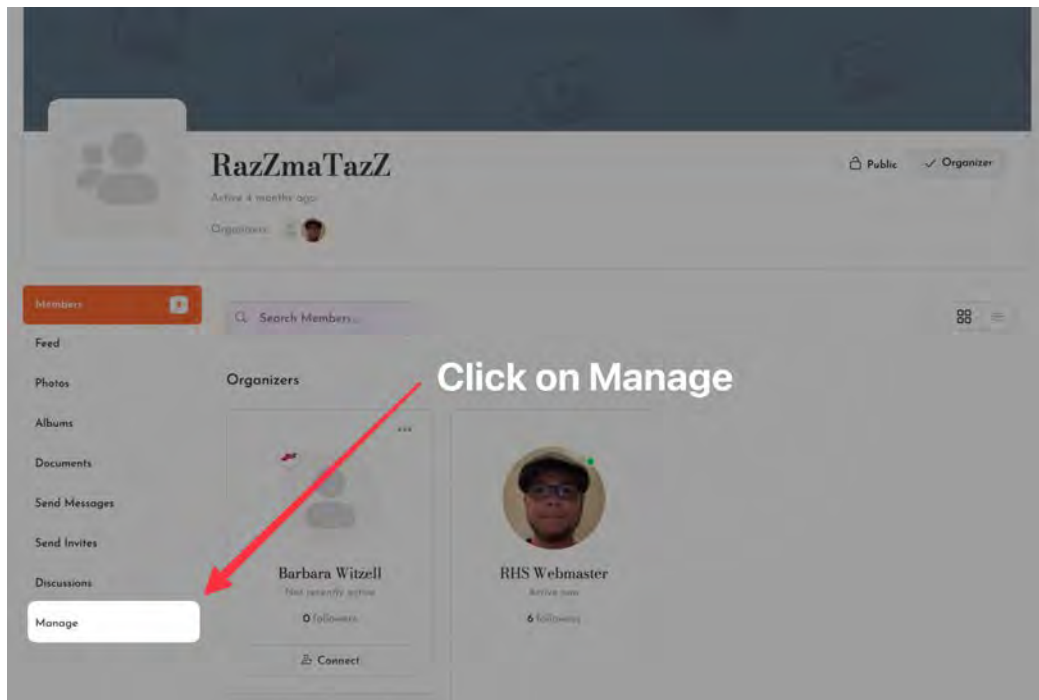 RazZmaTazZ
Public
Organizer
Active 4 months ago
Organizers
Members
Search Members...
Feed
Photos
Organizers
Click on Manage
Albums
Documents
Send Messages
Send Invites
Discussions
Manage
Barbara Witzell
RHS Webmaster
Not recently active
Active now
0 followers
6 followers
Connect